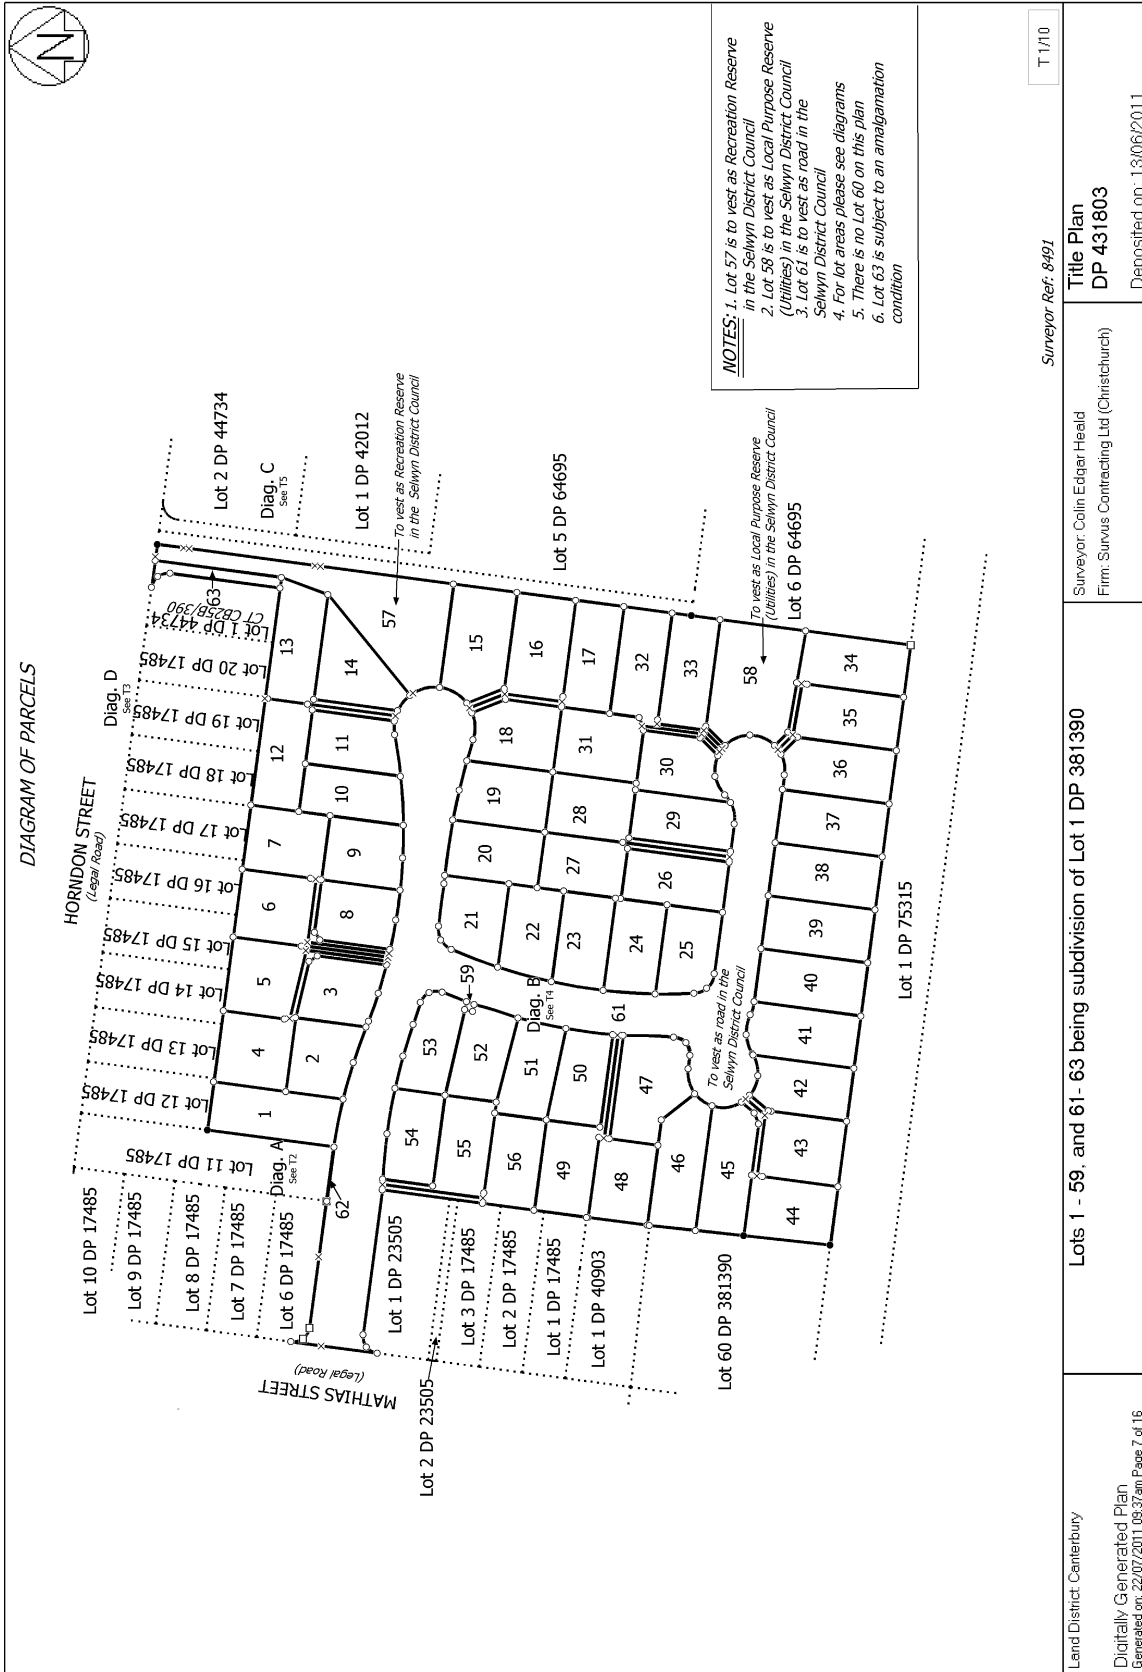 DIAGRAM OF PARCELS
N
HORNDON STREET
(Legal Road)
Diag. D
See T3
Lot 10 DP 17485
Lot 9 DP 17485
Lot 8 DP 17485
Lot 7 DP 17485
Lot 6 DP 17485
Lot 11 DP 17485
Lot 12 DP 17485
Lot 13 DP 17485
Lot 14 DP 17485
Lot 15 DP 17485
Lot 16 DP 17485
Lot 17 DP 17485
Lot 18 DP 17485
Lot 19 DP 17485
Lot 20 DP 17485
Lot 1 DP 44734
CT CB25B/390
63
Lot 2 DP 44734
Diag. C
See T5
Lot 1 DP 42012
To vest as Recreation Reserve
in the Selwyn District Council
Lot 5 DP 64695
To vest as Local Purpose Reserve
(Utilities) in the Selwyn District Council
Lot 6 DP 64695
Diag. A
See T2
62
MATHIAS STREET
(Legal Road)
Lot 1 DP 23505
Lot 2 DP 23505
Lot 3 DP 17485
Lot 2 DP 17485
Lot 1 DP 17485
Lot 1 DP 40903
Lot 60 DP 381390
Lot 1 DP 75315
1
4
5
6
7
12
13
2
3
8
9
10
11
14
57
15
16
17
32
33
58
34
35
36
37
38
39
40
41
42
43
44
45
46
47
48
49
50
51
52
53
54
55
56
59
Diag. B
See T4
61
To vest as road in the
Selwyn District Council
18
19
20
21
22
23
24
25
26
27
28
29
30
31
NOTES: 1. Lot 57 is to vest as Recreation Reserve
in the Selwyn District Council
2. Lot 58 is to vest as Local Purpose Reserve
(Utilities) in the Selwyn District Council
3. Lot 61 is to vest as road in the
Selwyn District Council
4. For lot areas please see diagrams
5. There is no Lot 60 on this plan
6. Lot 63 is subject to an amalgamation
condition
T 1/10
Surveyor Ref: 8491
Land District: Canterbury
Digitally Generated Plan
Generated on: 22/07/2011 09:37am Page 7 of 16
Lots 1 - 59, and 61- 63 being subdivision of Lot 1 DP 381390
Surveyor: Colin Edgar Heald
Firm: Survus Contracting Ltd (Christchurch)
Title Plan
DP 431803
Deposited on: 13/06/2011